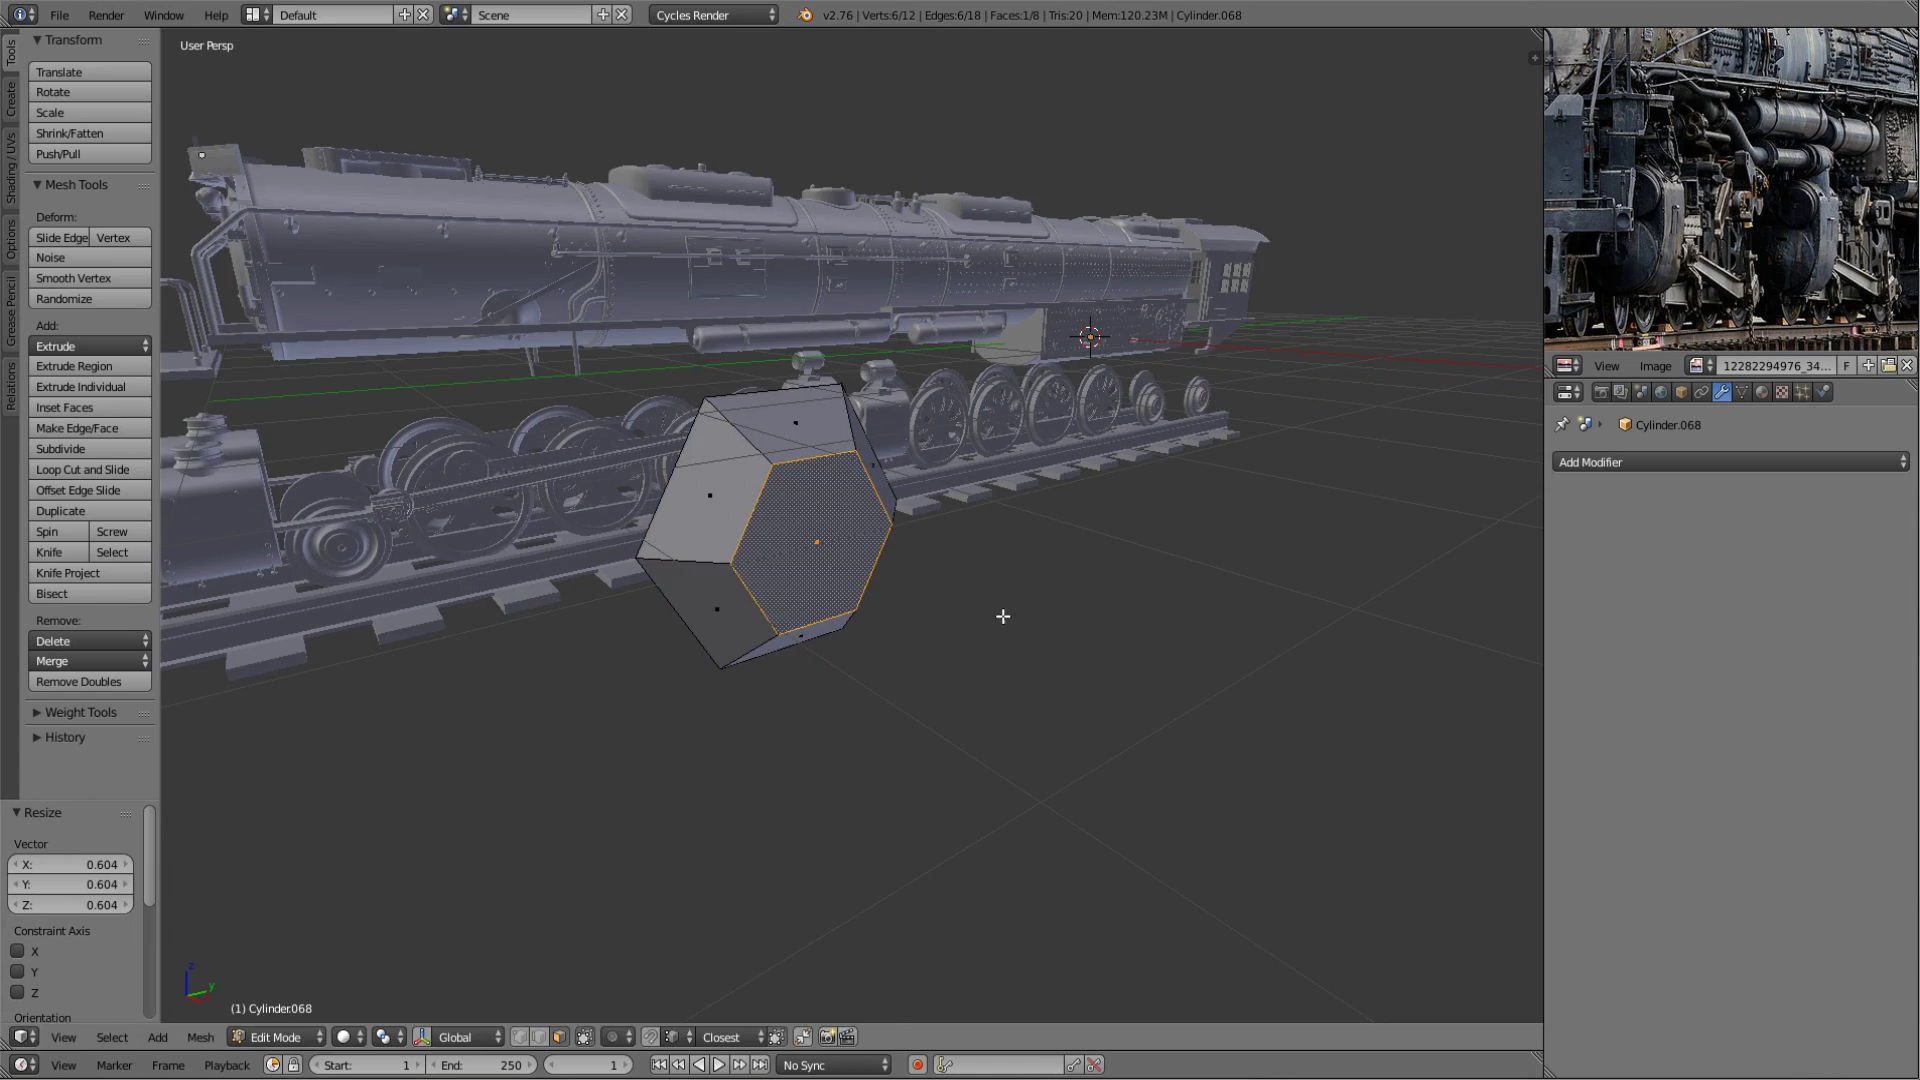 File Render Window Help Default Scene Cycles Render v2.76 | Verts:6/12 | Edges:6/18 | Faces:1/8 | Tris:20 | Mem:120.23M | Cylinder.068
Tools
Create
Shading / UVs
Options
Grease Pencil
Relations
Transform
Translate
Rotate
Scale
Shrink/Fatten
Push/Pull
Mesh Tools
Deform:
Slide Edge Vertex
Noise
Smooth Vertex
Randomize
Add:
Extrude
Extrude Region
Extrude Individual
Inset Faces
Make Edge/Face
Subdivide
Loop Cut and Slide
Offset Edge Slide
Duplicate
Spin Screw
Knife Select
Knife Project
Bisect
Remove:
Delete
Merge
Remove Doubles
Weight Tools
History
Resize
Vector
X: 0.604
Y: 0.604
Z: 0.604
Constraint Axis
X
Y
Z
Orientation
User Persp
z
y
(1) Cylinder.068
View Image 12282294976_34... F
Cylinder.068
Add Modifier
View Select Add Mesh Edit Mode Global Closest
View Marker Frame Playback Start: 1 End: 250 1 No Sync